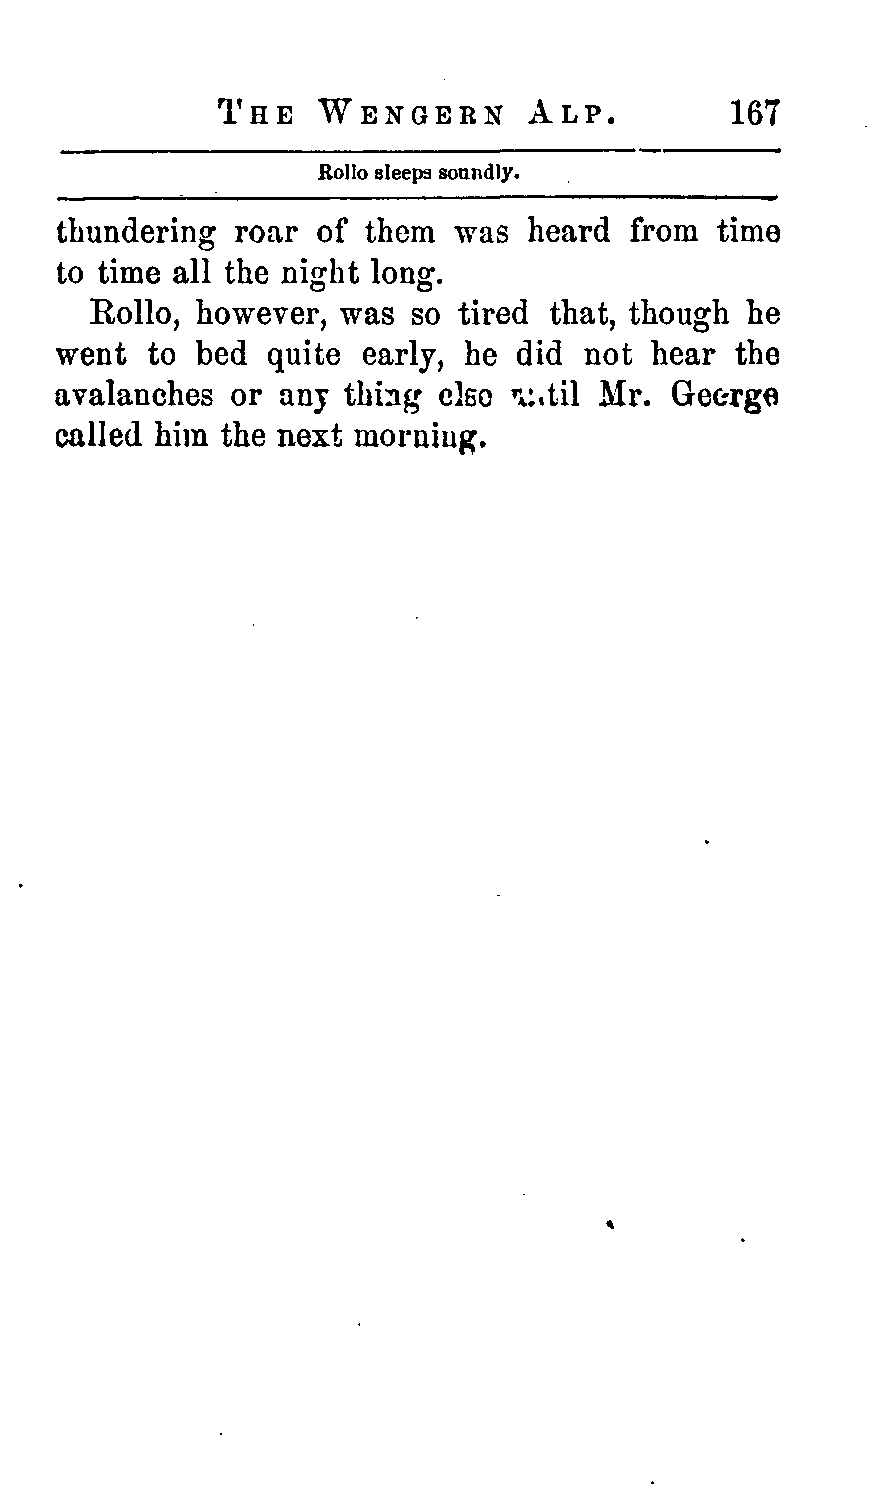 THE WENGERN ALP. 167
Rollo sleeps soundly.
thundering roar of them was heard from time
to time all the night long.
Rollo, however, was so tired that, though he
went to bed quite early, he did not hear the
avalanches or any thing else until Mr. George
called him the next morning.